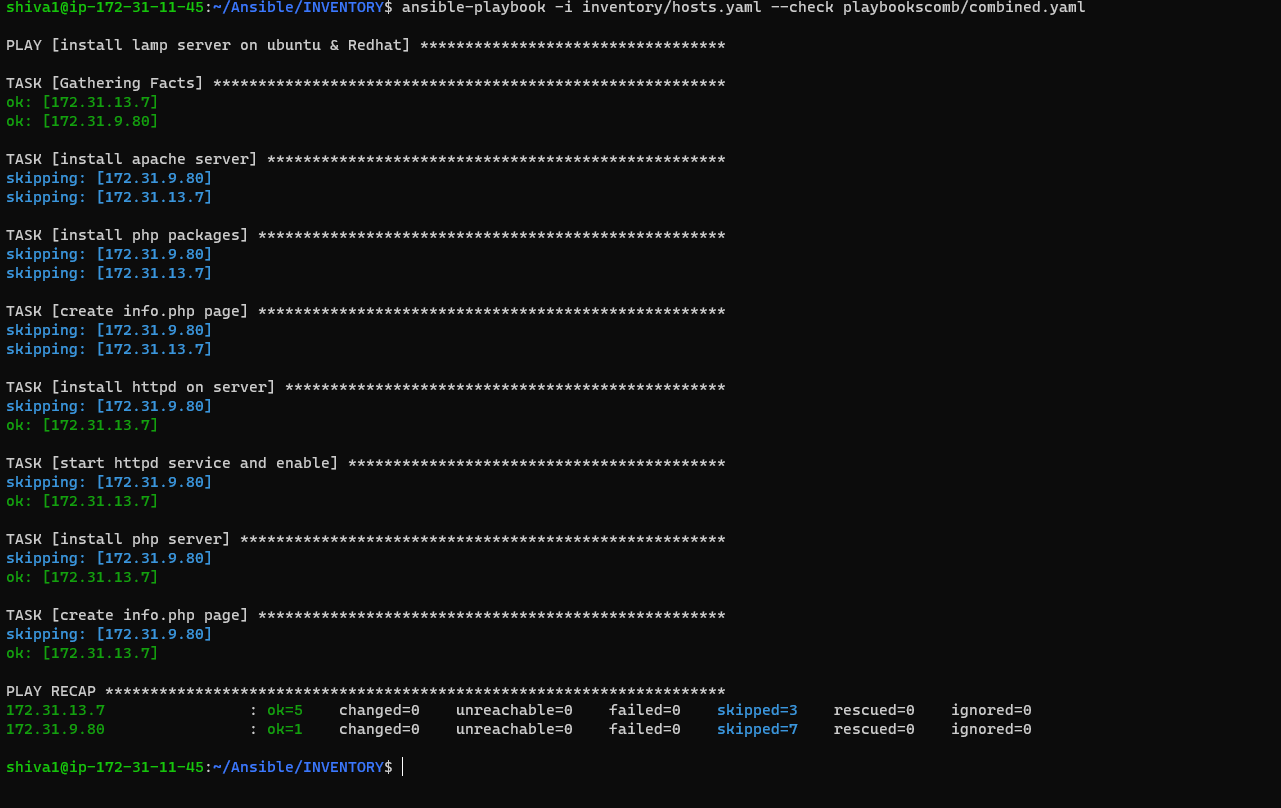 shiva1@ip-172-31-11-45:~/Ansible/INVENTORY$ ansible-playbook -i inventory/hosts.yaml --check playbookscomb/combined.yaml
PLAY [install lamp server on ubuntu & Redhat] **********************************
TASK [Gathering Facts] *********************************************************
ok: [172.31.13.7]
ok: [172.31.9.80]
TASK [install apache server] ***************************************************
skipping: [172.31.9.80]
skipping: [172.31.13.7]
TASK [install php packages] ****************************************************
skipping: [172.31.9.80]
skipping: [172.31.13.7]
TASK [create info.php page] ****************************************************
skipping: [172.31.9.80]
skipping: [172.31.13.7]
TASK [install httpd on server] *************************************************
skipping: [172.31.9.80]
ok: [172.31.13.7]
TASK [start httpd service and enable] ******************************************
skipping: [172.31.9.80]
ok: [172.31.13.7]
TASK [install php server] ******************************************************
skipping: [172.31.9.80]
ok: [172.31.13.7]
TASK [create info.php page] ****************************************************
skipping: [172.31.9.80]
ok: [172.31.13.7]
PLAY RECAP *********************************************************************
172.31.13.7                : ok=5    changed=0    unreachable=0    failed=0    skipped=3    rescued=0    ignored=0
172.31.9.80                : ok=1    changed=0    unreachable=0    failed=0    skipped=7    rescued=0    ignored=0
shiva1@ip-172-31-11-45:~/Ansible/INVENTORY$